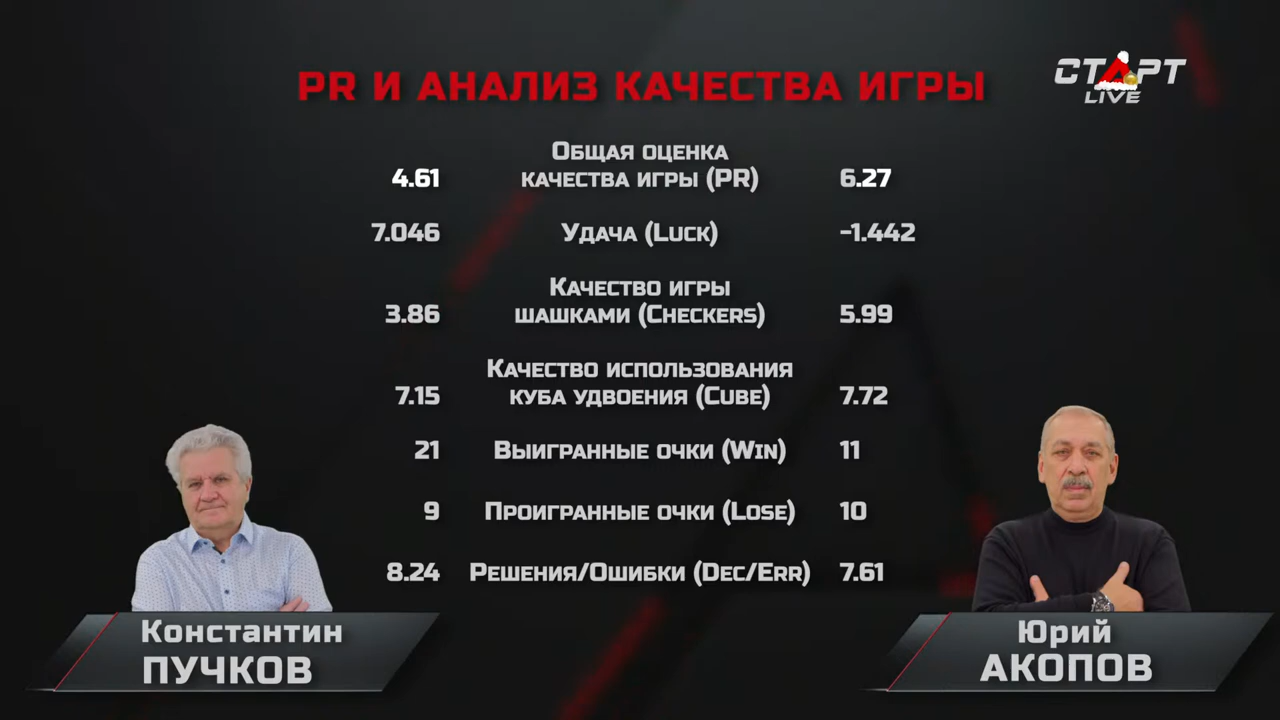 PR И АНАЛИЗ КАЧЕСТВА ИГРЫ
СТАРТ
LIVE
ОБЩАЯ ОЦЕНКА
4.61 КАЧЕСТВА ИГРЫ (PR) 6.27
7.046 УДАЧА (LUCK) -1.442
КАЧЕСТВО ИГРЫ
3.86 ШАШКАМИ (CHECKERS) 5.99
КАЧЕСТВО ИСПОЛЬЗОВАНИЯ
7.15 КУБА УДВОЕНИЯ (CUBE) 7.72
21 ВЫИГРАННЫЕ ОЧКИ (WIN) 11
9 ПРОИГРАННЫЕ ОЧКИ (LOSE) 10
8.24 РЕШЕНИЯ/ОШИБКИ (DEC/ERR) 7.61
Константин
ПУЧКОВ
Юрий
АКОПОВ